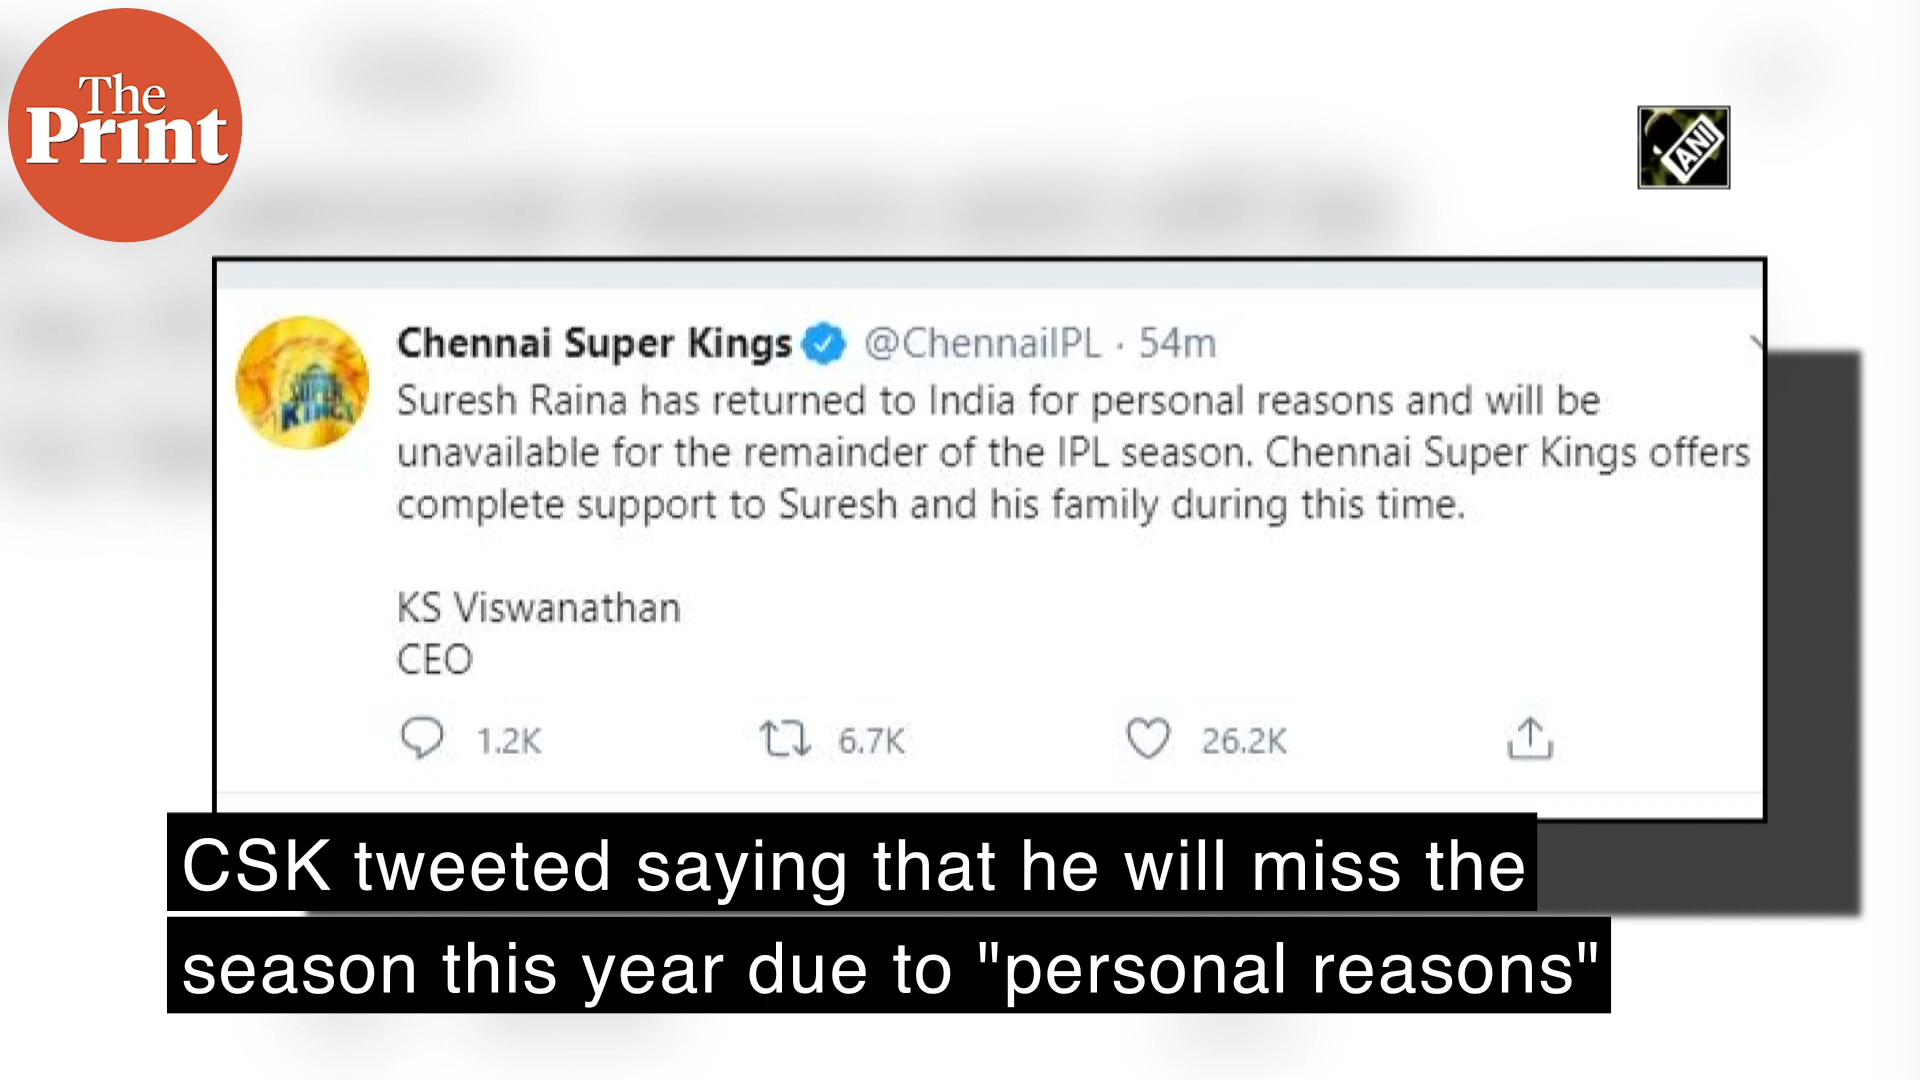 The
Print
ANI
Chennai Super Kings @ChennaiIPL · 54m
SUPER
KINGS
Suresh Raina has returned to India for personal reasons and will be
unavailable for the remainder of the IPL season. Chennai Super Kings offers
complete support to Suresh and his family during this time.
KS Viswanathan
CEO
1.2K 6.7K 26.2K
CSK tweeted saying that he will miss the
season this year due to "personal reasons"